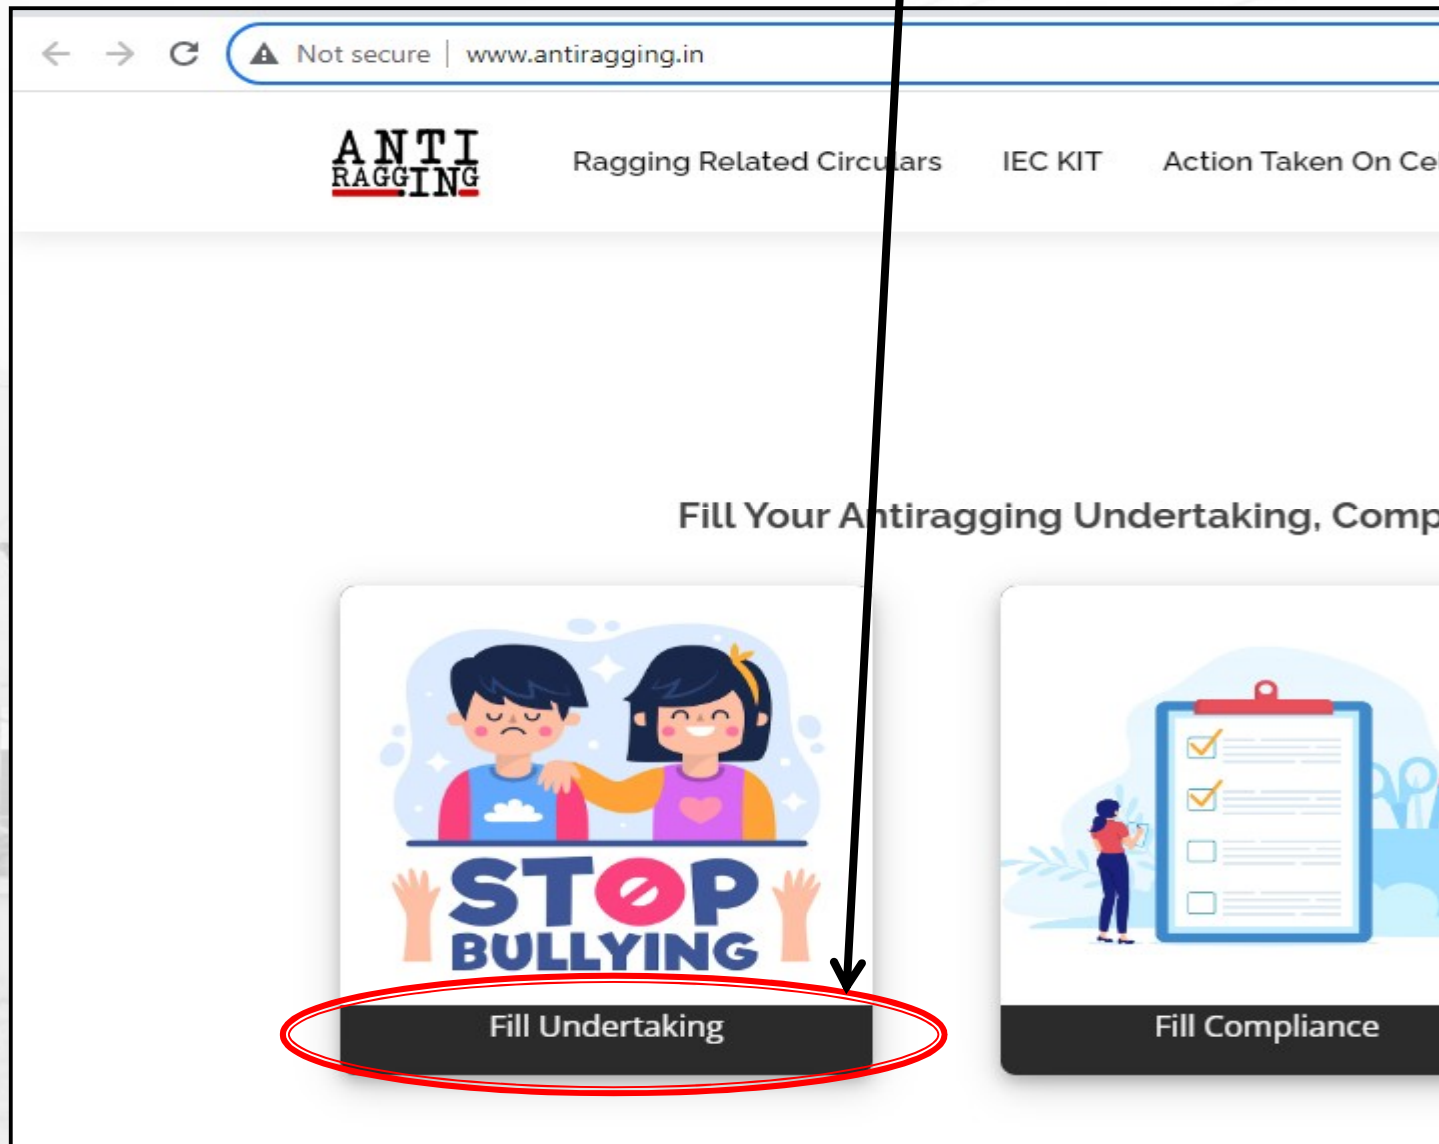 Not secure | www.antiragging.in
ANTI
RAGGING
Ragging Related Circulars IEC KIT Action Taken On Cel
Fill Your Antiragging Undertaking, Comp
STOP
BULLYING
Fill Undertaking
Fill Compliance